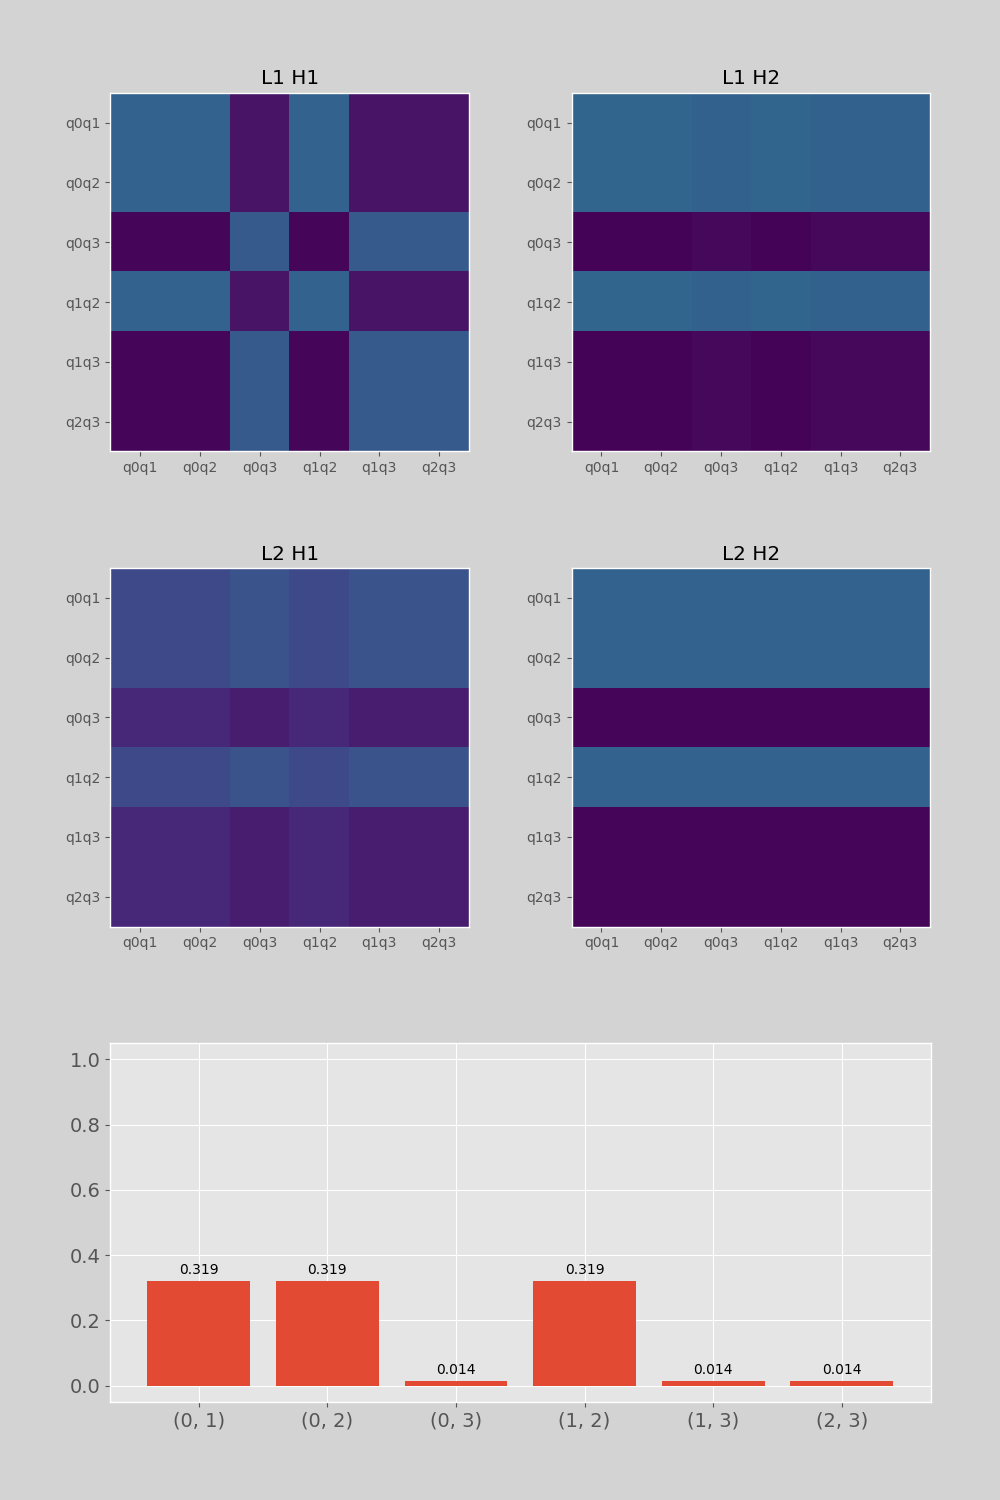 L1 H1 L1 H2
q0q1 q0q1
q0q2 q0q2
q0q3 q0q3
q1q2 q1q2
q1q3 q1q3
q2q3 q2q3
q0q1 q0q2 q0q3 q1q2 q1q3 q2q3 q0q1 q0q2 q0q3 q1q2 q1q3 q2q3
L2 H1 L2 H2
q0q1 q0q1
q0q2 q0q2
q0q3 q0q3
q1q2 q1q2
q1q3 q1q3
q2q3 q2q3
q0q1 q0q2 q0q3 q1q2 q1q3 q2q3 q0q1 q0q2 q0q3 q1q2 q1q3 q2q3
1.0
0.8
0.6
0.4
0.319 0.319 0.319
0.2
0.014 0.014 0.014
0.0
(0, 1) (0, 2) (0, 3) (1, 2) (1, 3) (2, 3)